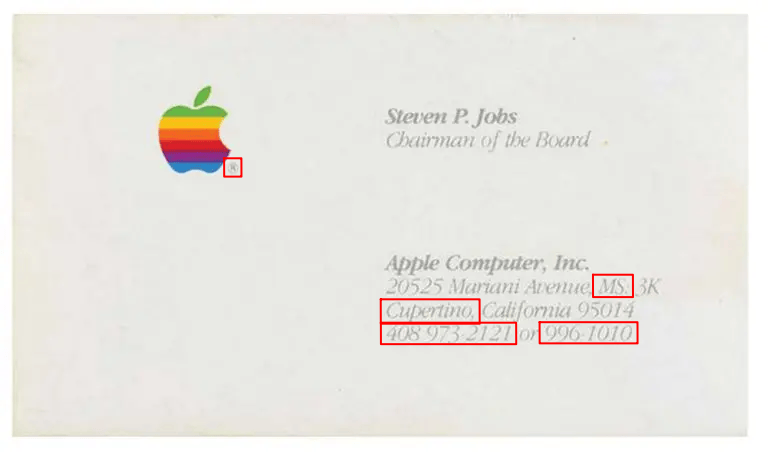 ®
Steven P. Jobs
Chairman of the Board
Apple Computer, Inc.
20525 Mariani Avenue, MS: 3K
Cupertino, California 95014
408 973-2121 or 996-1010